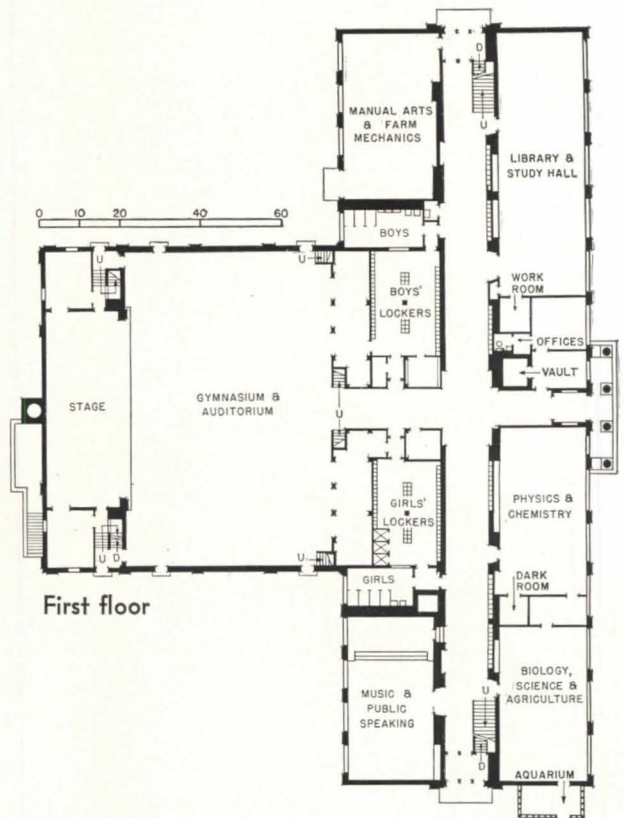 D
U
MANUAL ARTS
& FARM
MECHANICS
LIBRARY &
STUDY HALL
0 10 20 40 60
BOYS
U
U
BOYS'
LOCKERS
WORK
ROOM
OFFICES
VAULT
STAGE
GYMNASIUM &
AUDITORIUM
U
GIRLS'
LOCKERS
PHYSICS &
CHEMISTRY
U D
U
DARK
ROOM
GIRLS
First floor
MUSIC &
PUBLIC
SPEAKING
U
BIOLOGY,
SCIENCE &
AGRICULTURE
D
AQUARIUM